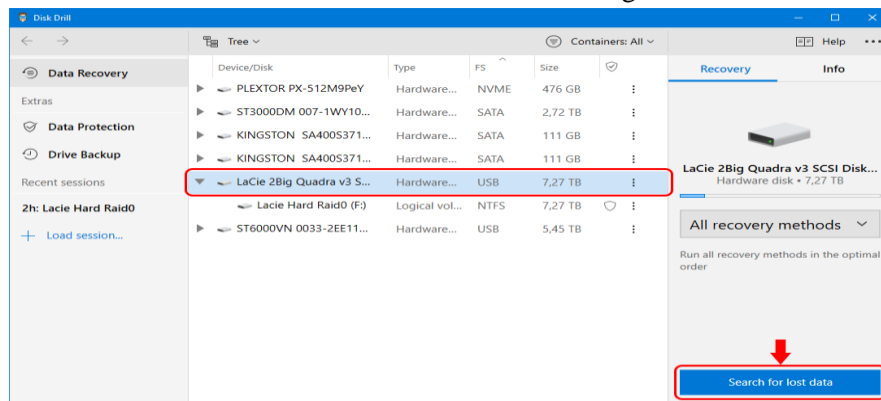 Disk Drill
Tree
Containers: All
Help
Data Recovery
Extras
Data Protection
Drive Backup
Recent sessions
2h: Lacie Hard Raid0
+ Load session...
Device/Disk Type FS Size
PLEXTOR PX-512M9PeY Hardware... NVME 476 GB
ST3000DM 007-1WY10... Hardware... SATA 2,72 TB
KINGSTON SA400S371... Hardware... SATA 111 GB
KINGSTON SA400S371... Hardware... SATA 111 GB
LaCie 2Big Quadra v3 S... Hardware... USB 7,27 TB
Lacie Hard Raid0 (F:) Logical vol... NTFS 7,27 TB
ST6000VN 0033-2EE11... Hardware... USB 5,45 TB
Recovery Info
LaCie 2Big Quadra v3 SCSI Disk...
Hardware disk • 7,27 TB
All recovery methods
Run all recovery methods in the optimal
order
Search for lost data